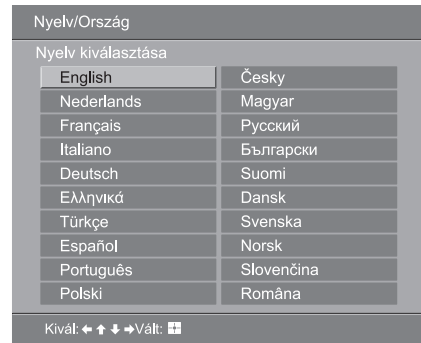 Nyelv/Ország
Nyelv kiválasztása
English Česky
Nederlands Magyar
Français Русский
Italiano Български
Deutsch Suomi
Ελληνικά Dansk
Türkçe Svenska
Español Norsk
Português Slovenčina
Polski Româna
Kivál:←↑↓→Vált: